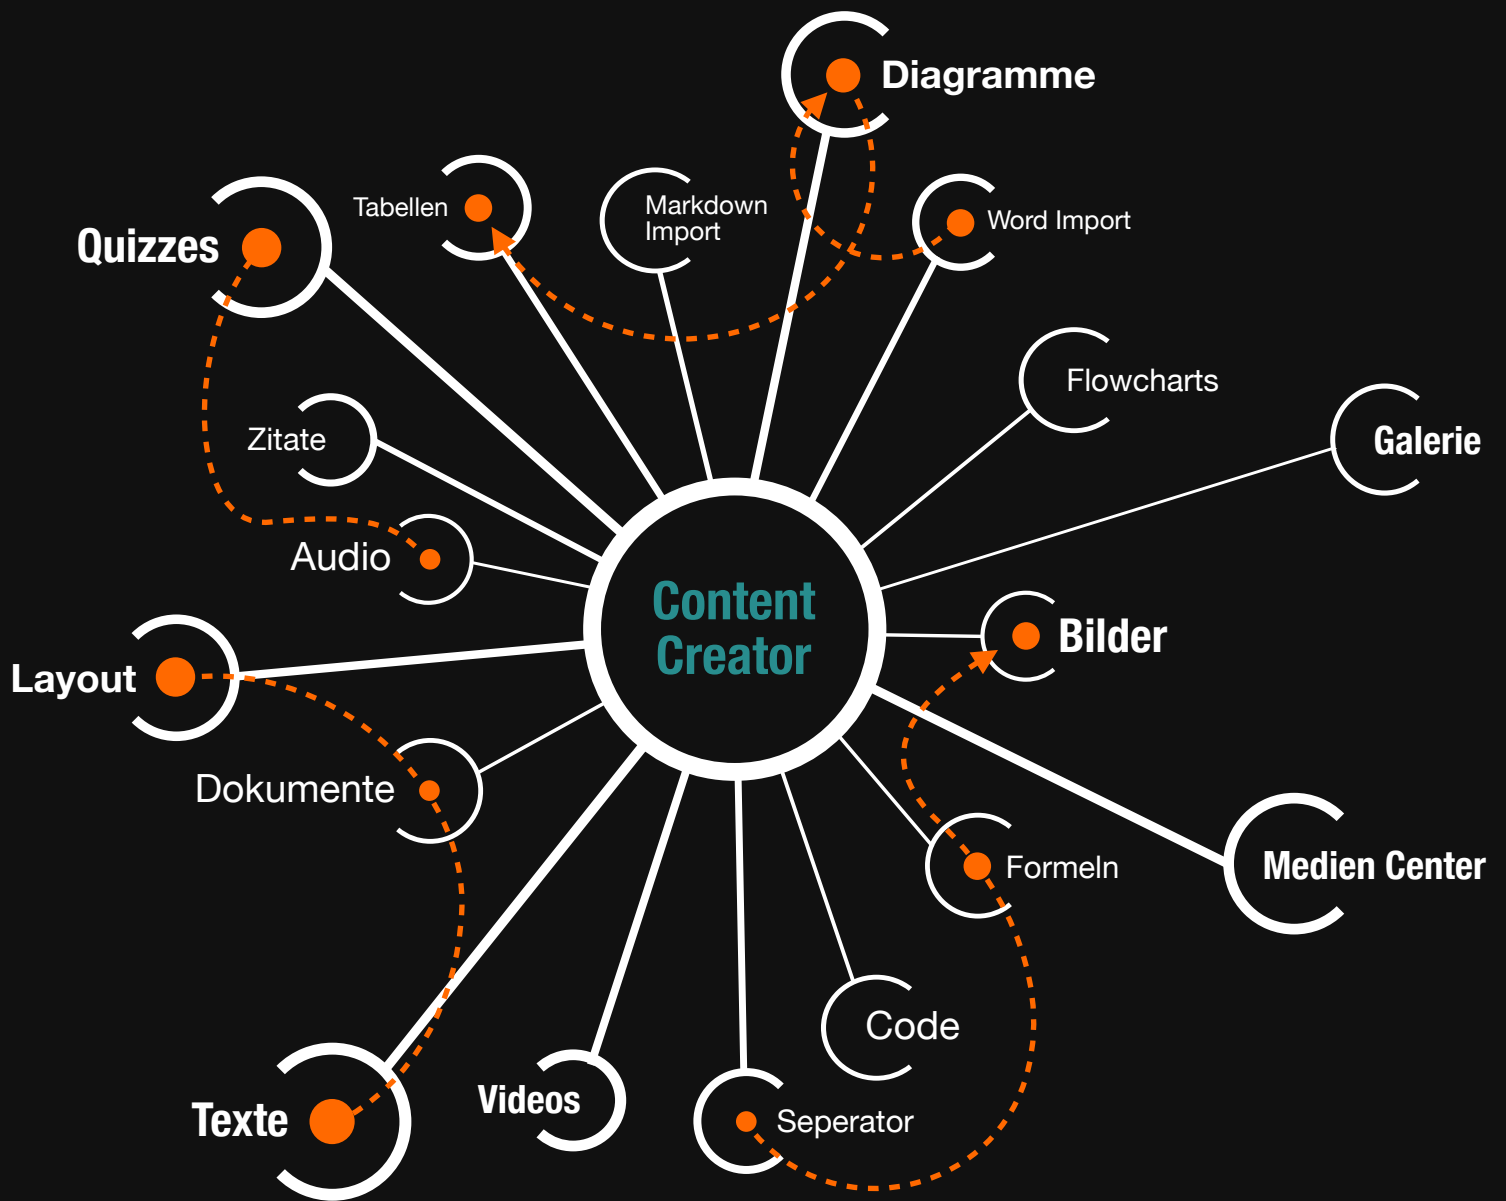 Diagramme
Tabellen
Markdown
Import
Word Import
Quizzes
Flowcharts
Zitate
Galerie
Audio
Content
Creator
Bilder
Layout
Dokumente
Formeln
Medien Center
Code
Videos
Texte
Seperator